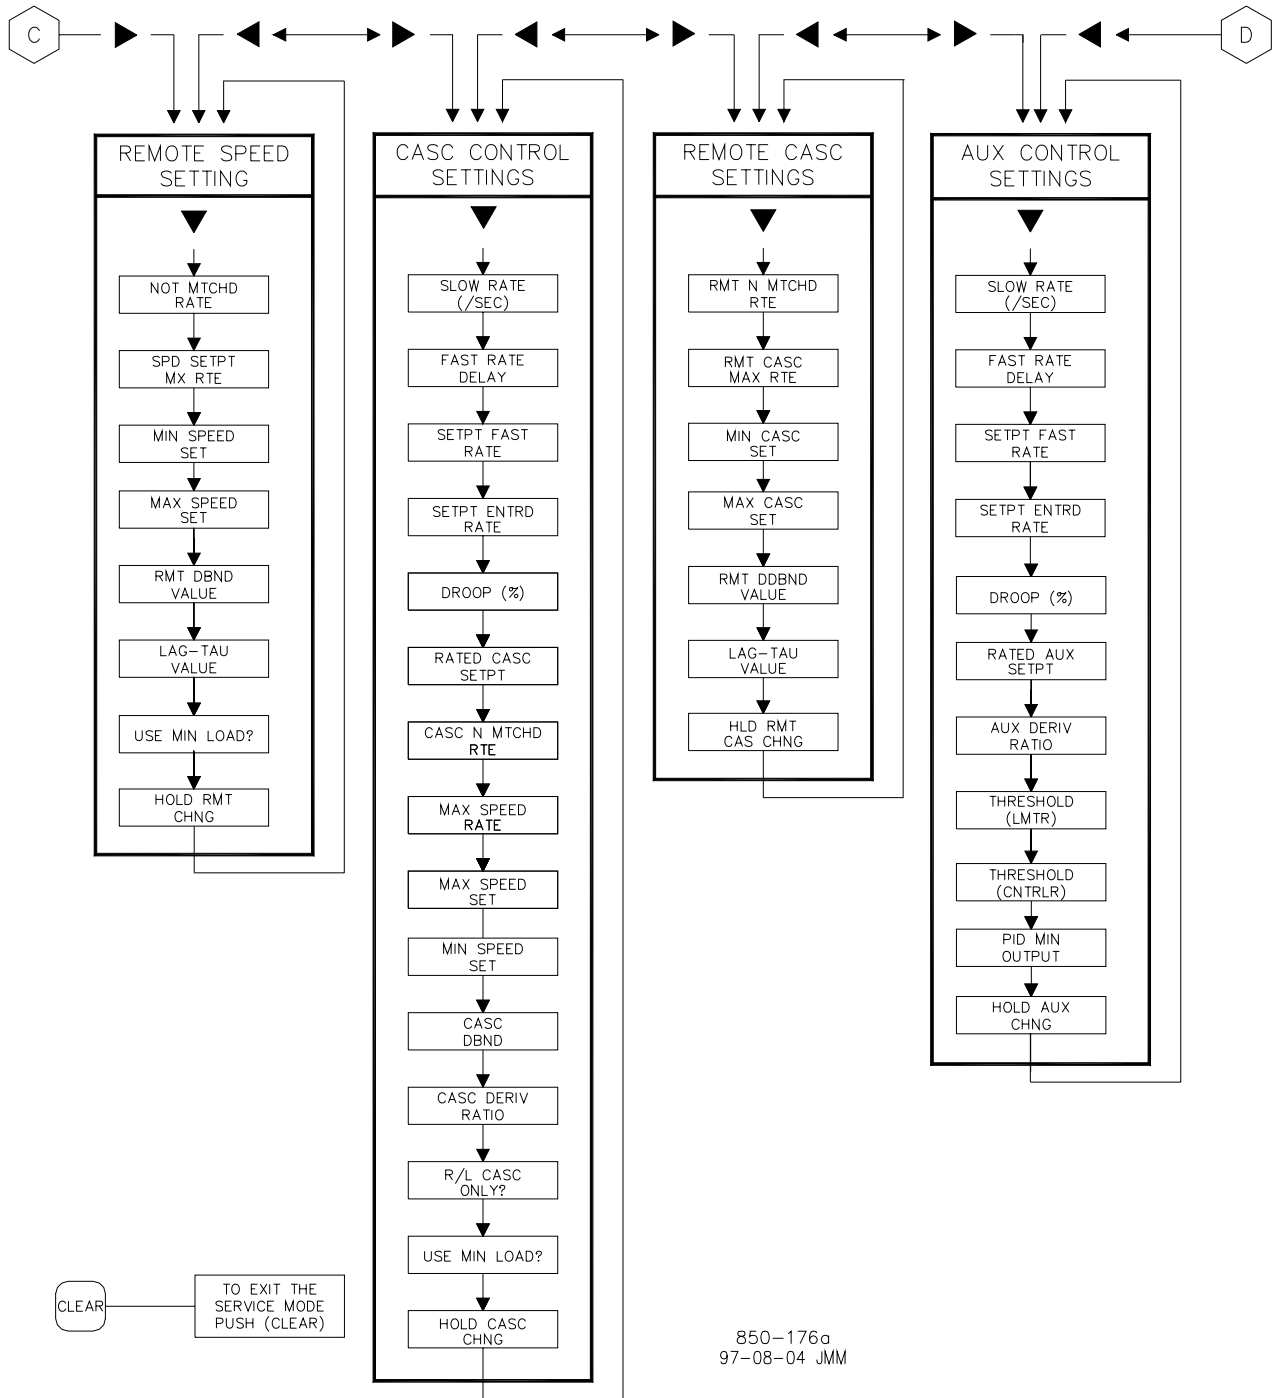 C
D
REMOTE SPEED
SETTING
NOT MTCHD
RATE
SPD SETPT
MX RTE
MIN SPEED
SET
MAX SPEED
SET
RMT DBND
VALUE
LAG-TAU
VALUE
USE MIN LOAD?
HOLD RMT
CHNG
CASC CONTROL
SETTINGS
SLOW RATE
(/SEC)
FAST RATE
DELAY
SETPT FAST
RATE
SETPT ENTRD
RATE
DROOP (%)
RATED CASC
SETPT
CASC N MTCHD
RTE
MAX SPEED
RATE
MAX SPEED
SET
MIN SPEED
SET
CASC
DBND
CASC DERIV
RATIO
R/L CASC
ONLY?
USE MIN LOAD?
HOLD CASC
CHNG
REMOTE CASC
SETTINGS
RMT N MTCHD
RTE
RMT CASC
MAX RTE
MIN CASC
SET
MAX CASC
SET
RMT DDBND
VALUE
LAG-TAU
VALUE
HLD RMT
CAS CHNG
AUX CONTROL
SETTINGS
SLOW RATE
(/SEC)
FAST RATE
DELAY
SETPT FAST
RATE
SETPT ENTRD
RATE
DROOP (%)
RATED AUX
SETPT
AUX DERIV
RATIO
THRESHOLD
(LMTR)
THRESHOLD
(CNTRLR)
PID MIN
OUTPUT
HOLD AUX
CHNG
CLEAR
TO EXIT THE
SERVICE MODE
PUSH (CLEAR)
850-176a
97-08-04 JMM